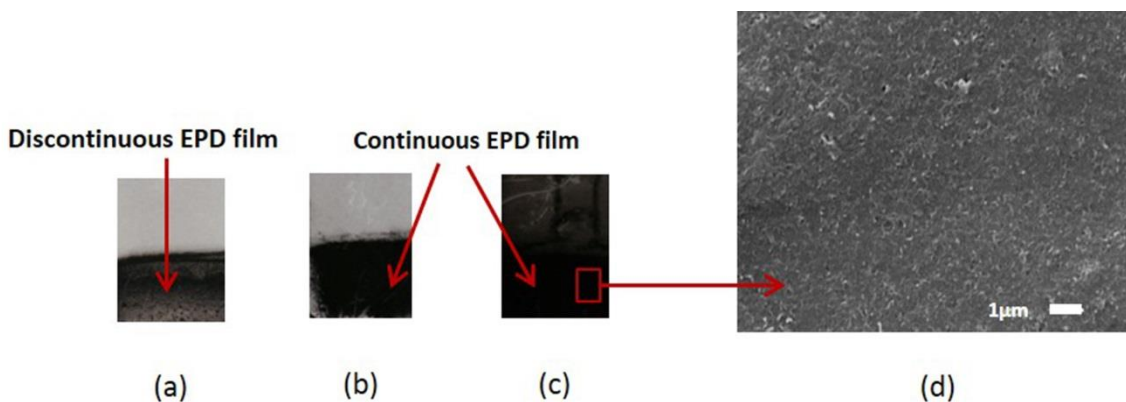 Discontinuous EPD film
Continuous EPD film
1µm
(a)
(b)
(c)
(d)